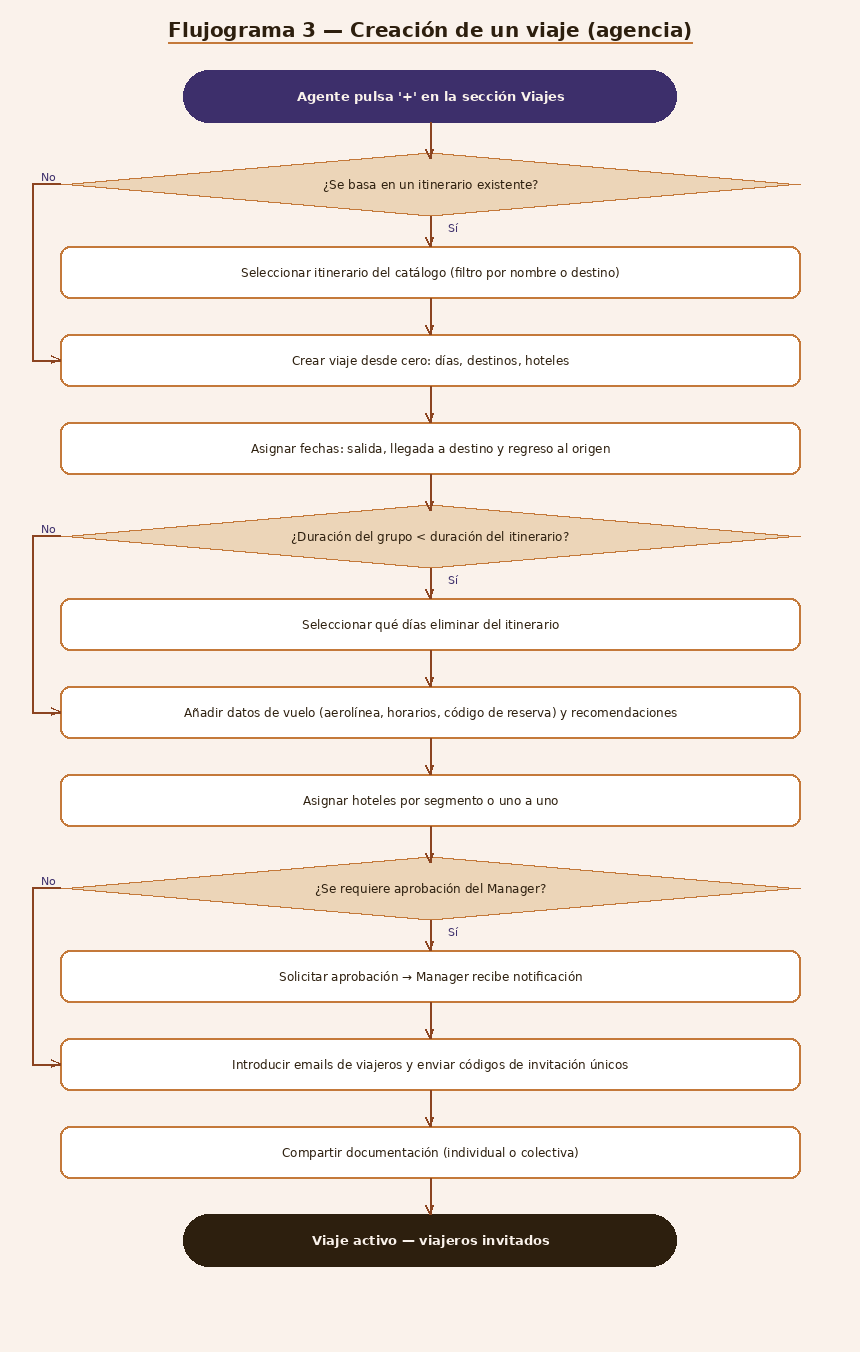 Flujograma 3 — Creación de un viaje (agencia)
Agente pulsa '+' en la sección Viajes
No
¿Se basa en un itinerario existente?
Sí
Seleccionar itinerario del catálogo (filtro por nombre o destino)
Crear viaje desde cero: días, destinos, hoteles
Asignar fechas: salida, llegada a destino y regreso al origen
No
¿Duración del grupo < duración del itinerario?
Sí
Seleccionar qué días eliminar del itinerario
Añadir datos de vuelo (aerolínea, horarios, código de reserva) y recomendaciones
Asignar hoteles por segmento o uno a uno
No
¿Se requiere aprobación del Manager?
Sí
Solicitar aprobación → Manager recibe notificación
Introducir emails de viajeros y enviar códigos de invitación únicos
Compartir documentación (individual o colectiva)
Viaje activo — viajeros invitados